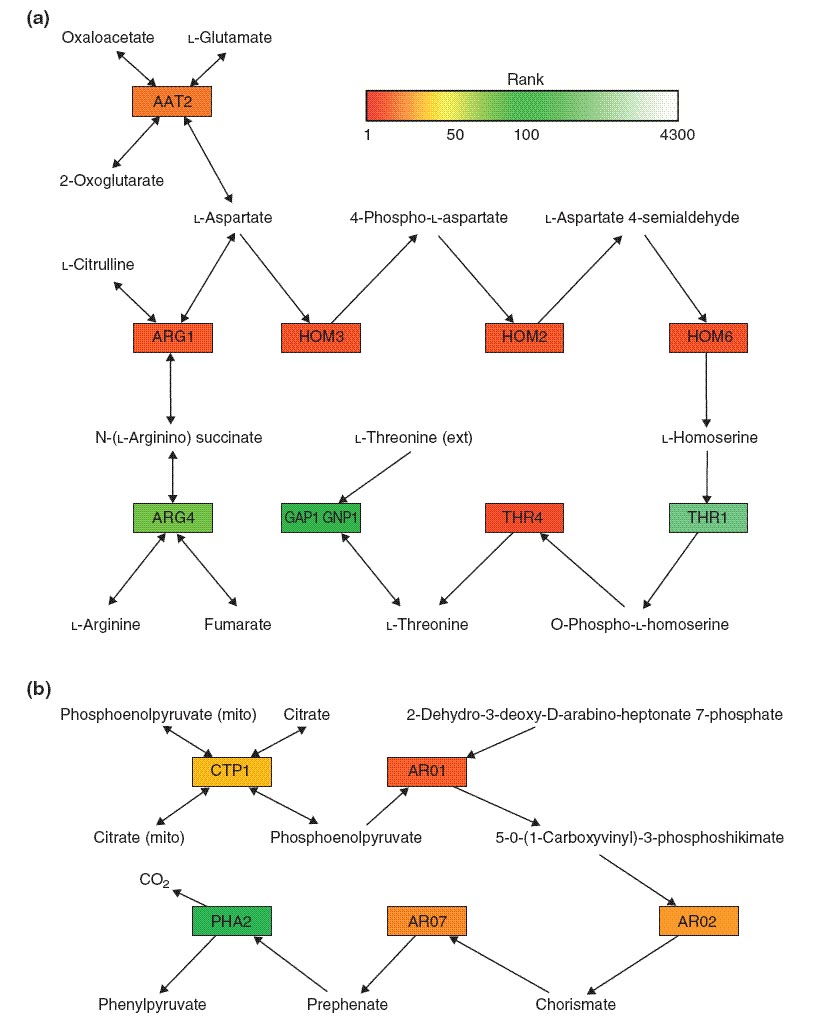 (a)
Oxaloacetate
ʟ-Glutamate
AAT2
Rank
1
50
100
4300
2-Oxoglutarate
ʟ-Aspartate
4-Phospho-ʟ-aspartate
ʟ-Aspartate 4-semialdehyde
ʟ-Citrulline
ARG1
HOM3
HOM2
HOM6
N-(ʟ-Arginino) succinate
ʟ-Threonine (ext)
ʟ-Homoserine
ARG4
GAP1 GNP1
THR4
THR1
ʟ-Arginine
Fumarate
ʟ-Threonine
O-Phospho-ʟ-homoserine
(b)
Phosphoenolpyruvate (mito)
Citrate
2-Dehydro-3-deoxy-D-arabino-heptonate 7-phosphate
CTP1
AR01
Citrate (mito)
Phosphoenolpyruvate
5-0-(1-Carboxyvinyl)-3-phosphoshikimate
CO₂
PHA2
AR07
AR02
Phenylpyruvate
Prephenate
Chorismate